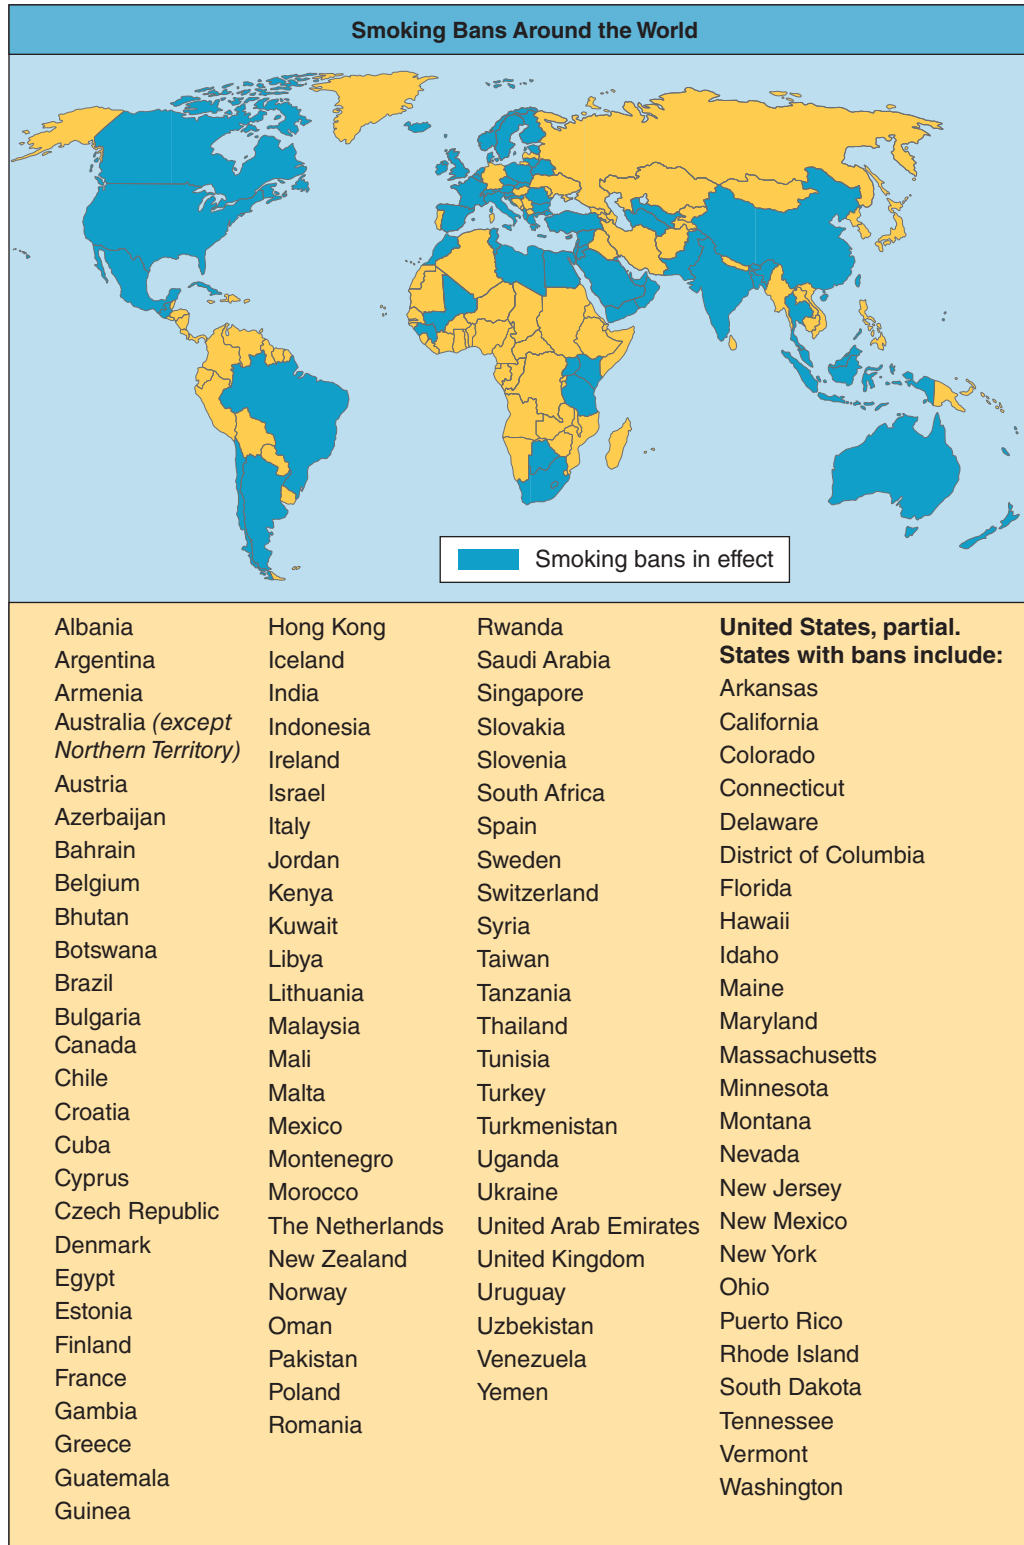 Smoking Bans Around the World
Smoking bans in effect
Albania
Argentina
Armenia
Australia (except
Northern Territory)
Austria
Azerbaijan
Bahrain
Belgium
Bhutan
Botswana
Brazil
Bulgaria
Canada
Chile
Croatia
Cuba
Cyprus
Czech Republic
Denmark
Egypt
Estonia
Finland
France
Gambia
Greece
Guatemala
Guinea
Hong Kong
Iceland
India
Indonesia
Ireland
Israel
Italy
Jordan
Kenya
Kuwait
Libya
Lithuania
Malaysia
Mali
Malta
Mexico
Montenegro
Morocco
The Netherlands
New Zealand
Norway
Oman
Pakistan
Poland
Romania
Rwanda
Saudi Arabia
Singapore
Slovakia
Slovenia
South Africa
Spain
Sweden
Switzerland
Syria
Taiwan
Tanzania
Thailand
Tunisia
Turkey
Turkmenistan
Uganda
Ukraine
United Arab Emirates
United Kingdom
Uruguay
Uzbekistan
Venezuela
Yemen
United States, partial.
States with bans include:
Arkansas
California
Colorado
Connecticut
Delaware
District of Columbia
Florida
Hawaii
Idaho
Maine
Maryland
Massachusetts
Minnesota
Montana
Nevada
New Jersey
New Mexico
New York
Ohio
Puerto Rico
Rhode Island
South Dakota
Tennessee
Vermont
Washington